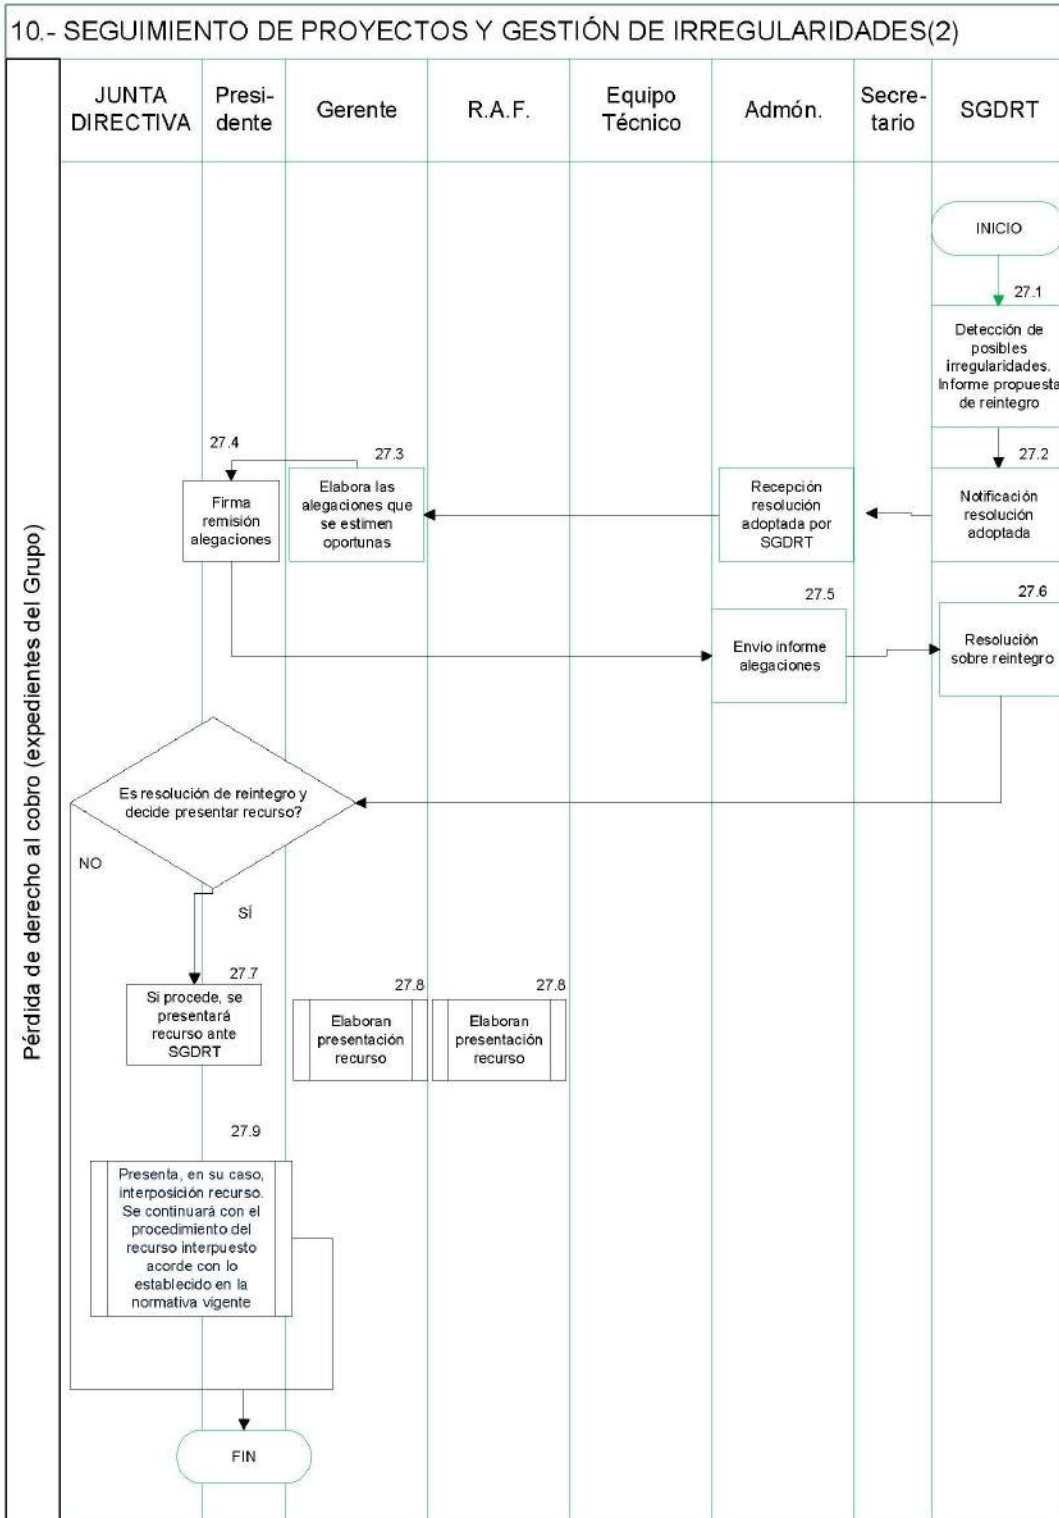 10.- SEGUIMIENTO DE PROYECTOS Y GESTIÓN DE IRREGULARIDADES(2)
Pérdida de derecho al cobro (expedientes del Grupo)
JUNTA
DIRECTIVA
Presi-
dente
Gerente
R.A.F.
Equipo
Técnico
Admón.
Secre-
tario
SGDRT
INICIO
27.1
Detección de
posibles
irregularidades.
Informe propuesta
de reintegro
27.2
Notificación
resolución
adoptada
Recepción
resolución
adoptada por
SGDRT
27.3
Elabora las
alegaciones que
se estimen
oportunas
27.4
Firma
remisión
alegaciones
27.5
Envío informe
alegaciones
27.6
Resolución
sobre reintegro
Es resolución de reintegro y
decide presentar recurso?
NO
SÍ
27.7
Si procede, se
presentará
recurso ante
SGDRT
27.8
Elaboran
presentación
recurso
27.8
Elaboran
presentación
recurso
27.9
Presenta, en su caso,
interposición recurso.
Se continuará con el
procedimiento del
recurso interpuesto
acorde con lo
establecido en la
normativa vigente
FIN